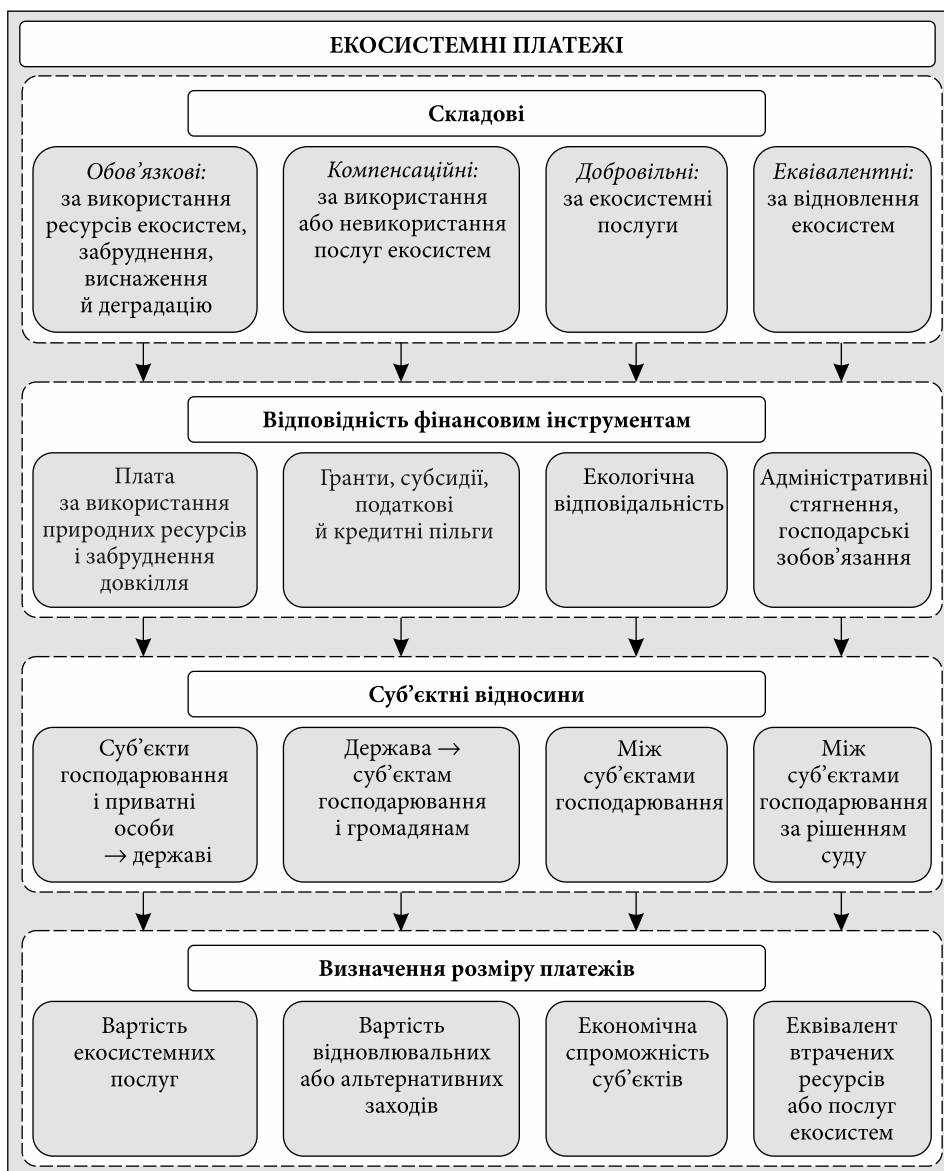 ЕКОСИСТЕМНІ ПЛАТЕЖІ
Складові
Обов’язкові:
за використання
ресурсів екосистем,
забруднення,
виснаження
й деградацію
Компенсаційні:
за використання
або невикористання
послуг екосистем
Добровільні:
за екосистемні
послуги
Еквівалентні:
за відновлення
екосистем
Відповідність фінансовим інструментам
Плата
за використання
природних ресурсів
і забруднення
довкілля
Гранти, субсидії,
податкові
й кредитні пільги
Екологічна
відповідальність
Адміністративні
стягнення,
господарські
зобов’язання
Суб’єктні відносини
Суб’єкти
господарювання
і приватні
особи
→ державі
Держава →
суб’єктам
господарювання
і громадянам
Між
суб’єктами
господарювання
Між
суб’єктами
господарювання
за рішенням
суду
Визначення розміру платежів
Вартість
екосистемних
послуг
Вартість
відновлювальних
або альтернативних
заходів
Економічна
спроможність
суб’єктів
Еквівалент
втрачених
ресурсів
або послуг
екосистем